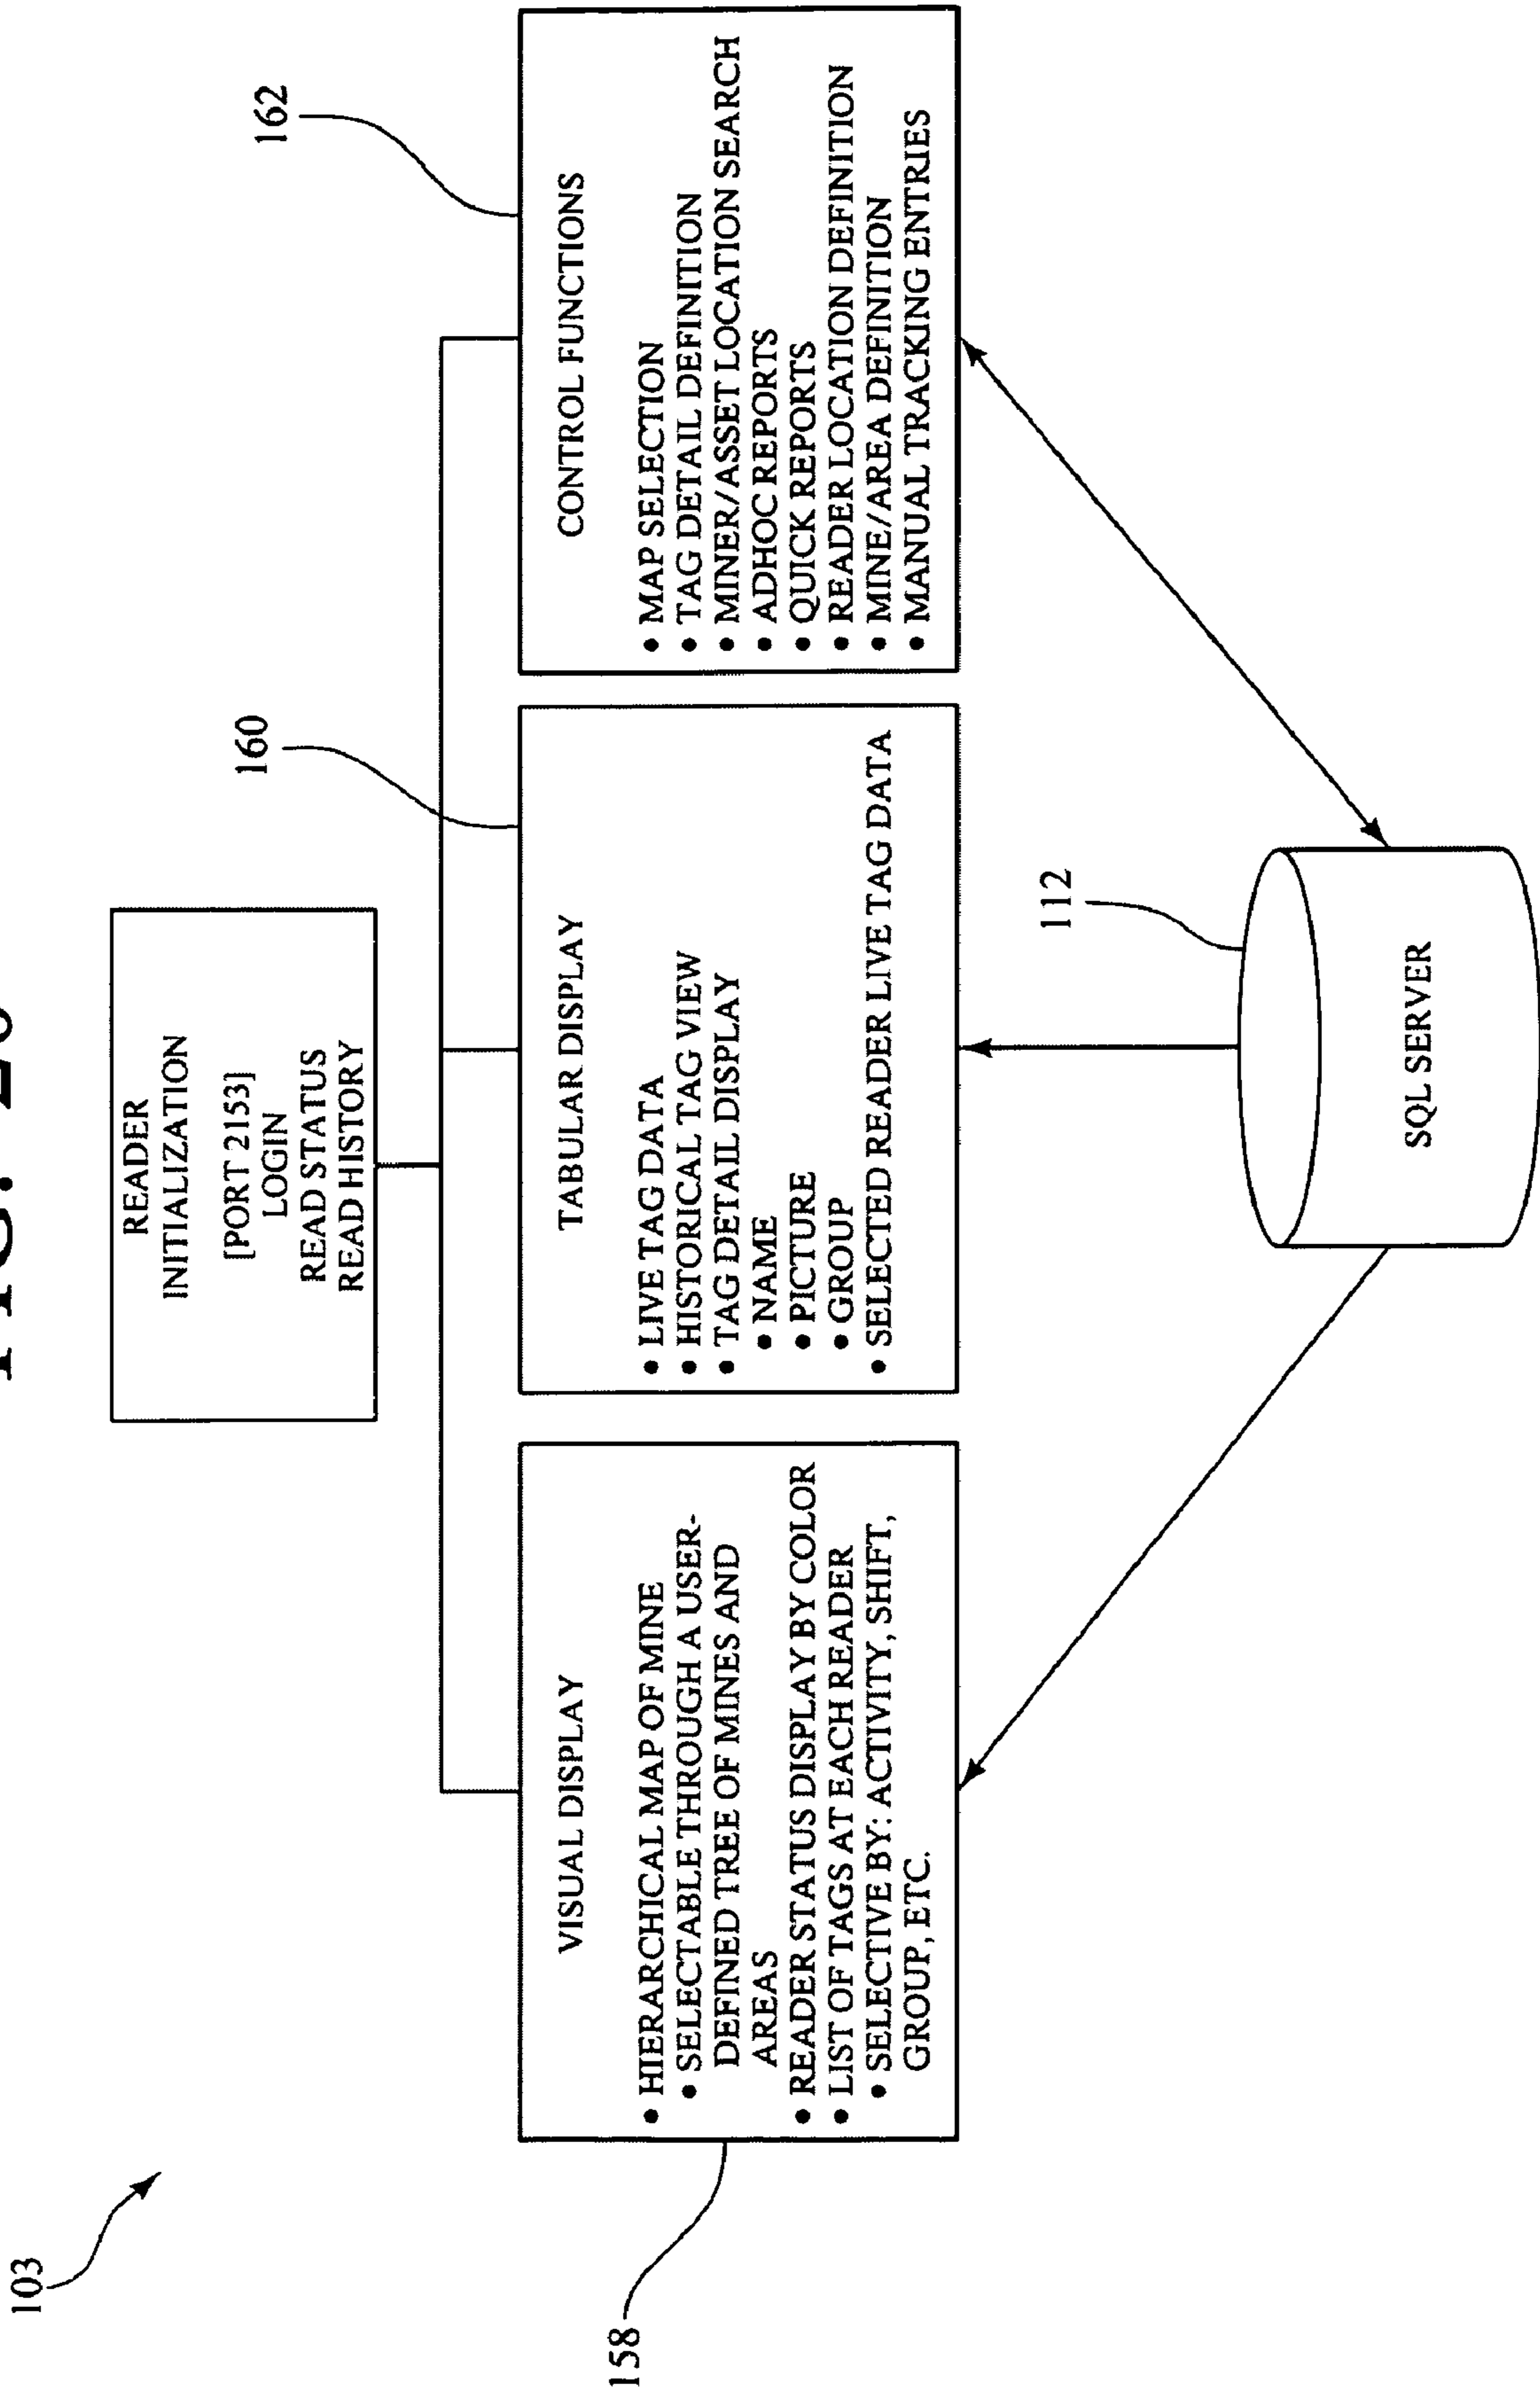 103
READER
INITIALIZATION
[PORT 2153]
LOGIN
READ STATUS
READ HISTORY
158
VISUAL DISPLAY
• HIERARCHICAL MAP OF MINE
• SELECTABLE THROUGH A USER-
DEFINED TREE OF MINES AND
AREAS
• READER STATUS DISPLAY BY COLOR
• LIST OF TAGS AT EACH READER
• SELECTIVE BY: ACTIVITY, SHIFT,
GROUP, ETC.
160
TABULAR DISPLAY
• LIVE TAG DATA
• HISTORICAL TAG VIEW
• TAG DETAIL DISPLAY
• NAME
• PICTURE
• GROUP
• SELECTED READER LIVE TAG DATA
162
CONTROL FUNCTIONS
• MAP SELECTION
• TAG DETAIL DEFINITION
• MINER/ASSET LOCATION SEARCH
• ADHOC REPORTS
• QUICK REPORTS
• READER LOCATION DEFINITION
• MINE/AREA DEFINITION
• MANUAL TRACKING ENTRIES
112
SQL SERVER